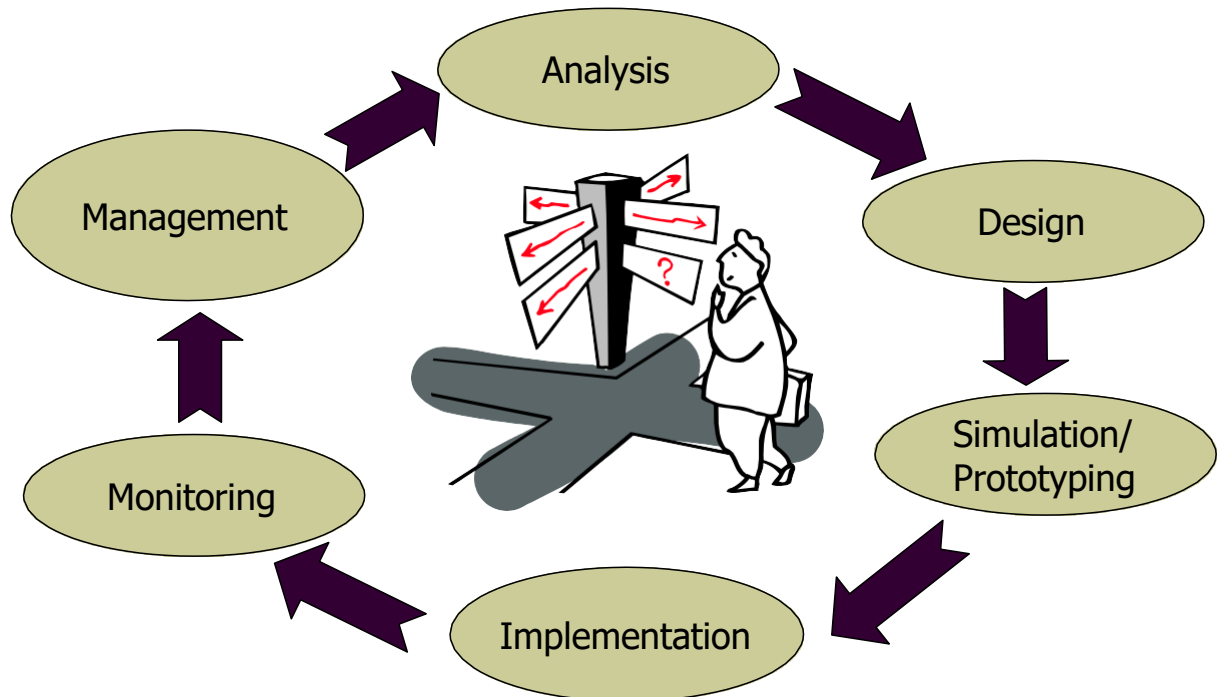 Analysis
Management
Design
?
Simulation/
Prototyping
Monitoring
Implementation